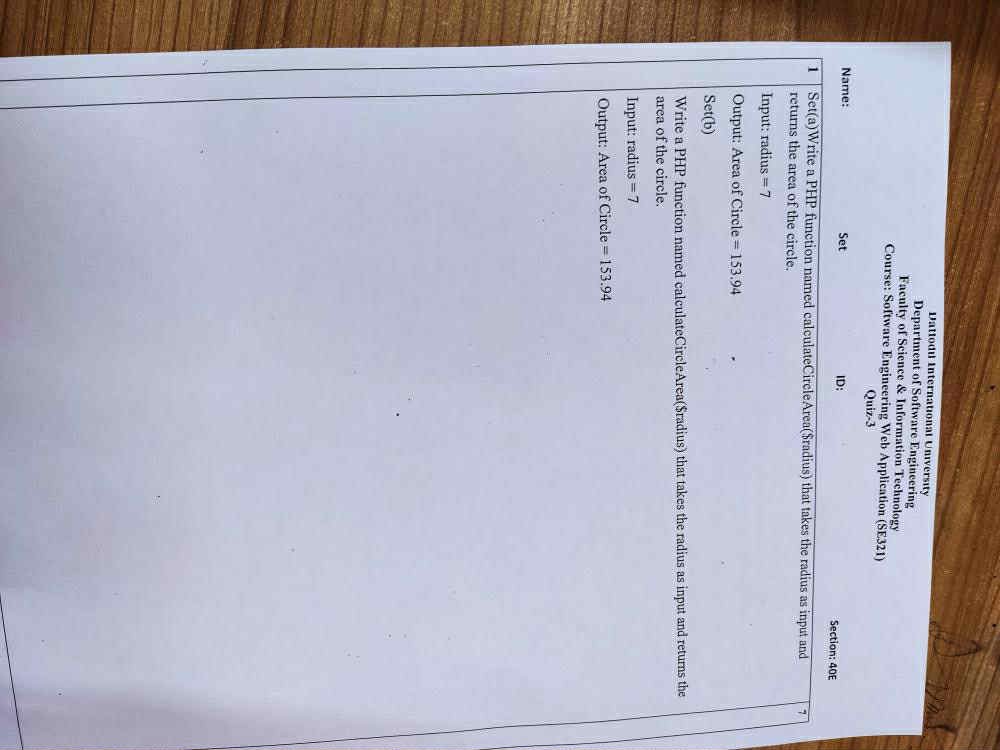 Daffodil International University
Department of Software Engineering
Faculty of Science & Information Technology
Course: Software Engineering Web Application (SE321)
Quiz-3
Name: Set ID: Section: 40E
1 Set(a)Write a PHP function named calculateCircleArea($radius) that takes the radius as input and 7
returns the area of the circle.
Input: radius = 7
Output: Area of Circle = 153.94
Set(b)
Write a PHP function named calculateCircleArea($radius) that takes the radius as input and returns the
area of the circle.
Input: radius = 7
Output: Area of Circle = 153.94